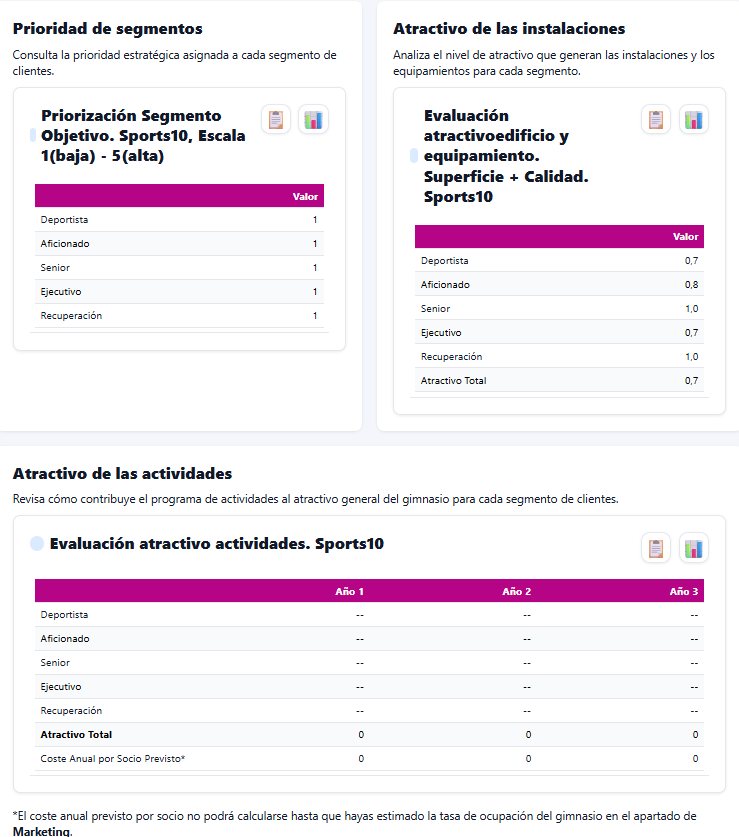 Prioridad de segmentos
Consulta la prioridad estratégica asignada a cada segmento de
clientes.
Priorización Segmento
Objetivo. Sports10, Escala
1(baja) - 5(alta)
Valor
Deportista 1
Aficionado 1
Senior 1
Ejecutivo 1
Recuperación 1
Atractivo de las instalaciones
Analiza el nivel de atractivo que generan las instalaciones y los
equipamientos para cada segmento.
Evaluación
atractivoedificio y
equipamiento.
Superficie + Calidad.
Sports10
Valor
Deportista 0,7
Aficionado 0,8
Senior 1,0
Ejecutivo 0,7
Recuperación 1,0
Atractivo Total 0,7
Atractivo de las actividades
Revisa cómo contribuye el programa de actividades al atractivo general del gimnasio para cada segmento de clientes.
Evaluación atractivo actividades. Sports10
Año 1 Año 2 Año 3
Deportista -- -- --
Aficionado -- -- --
Senior -- -- --
Ejecutivo -- -- --
Recuperación -- -- --
Atractivo Total 0 0 0
Coste Anual por Socio Previsto* 0 0 0
*El coste anual previsto por socio no podrá calcularse hasta que hayas estimado la tasa de ocupación del gimnasio en el apartado de
Marketing.